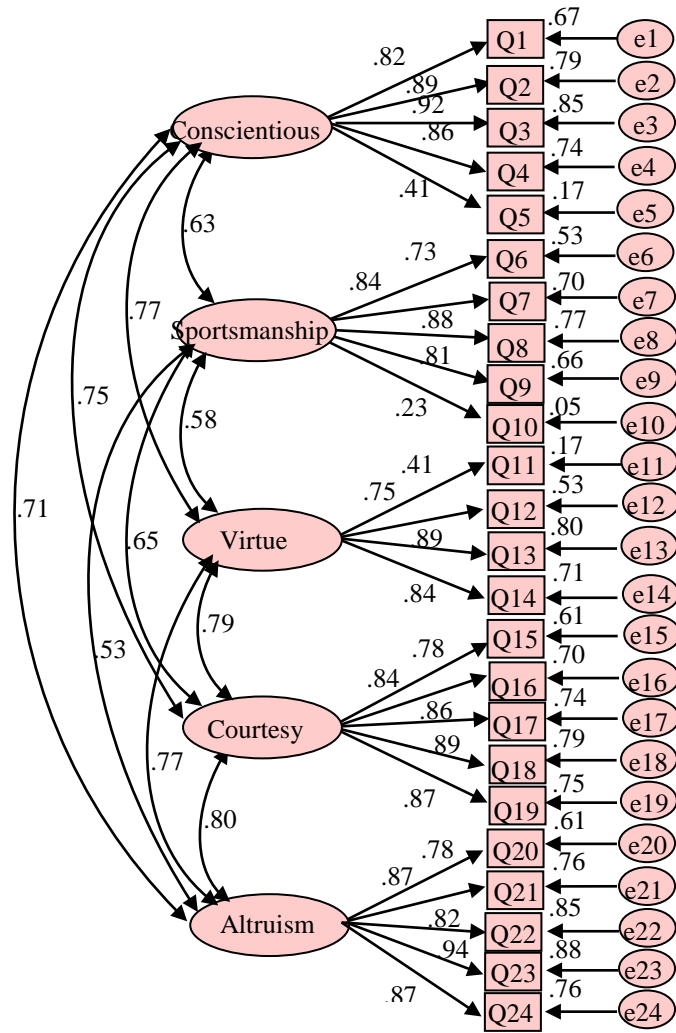 .67
Q1 e1
.82
.79
Q2 e2
.89
.85
.92
Q3 e3
Conscientious
.86
.74
Q4 e4
.41
.17
Q5 e5
.63
.73
.53
Q6 e6
.84
.70
Q7 e7
.77
Sportsmanship
.88
.77
Q8 e8
.81
.66
Q9 e9
.75
.58
.23
.05
Q10 e10
.41
.17
Q11 e11
.71
.75
.53
Q12 e12
.65
Virtue
.89
.80
Q13 e13
.84
.71
Q14 e14
.79
.78
.61
Q15 e15
.53
.84
.70
Q16 e16
Courtesy
.86
.74
Q17 e17
.89
.79
Q18 e18
.77
.87
.75
Q19 e19
.80
.78
.61
Q20 e20
.87
.76
Q21 e21
Altruism
.82
.85
Q22 e22
.94
.88
Q23 e23
.87
.76
Q24 e24